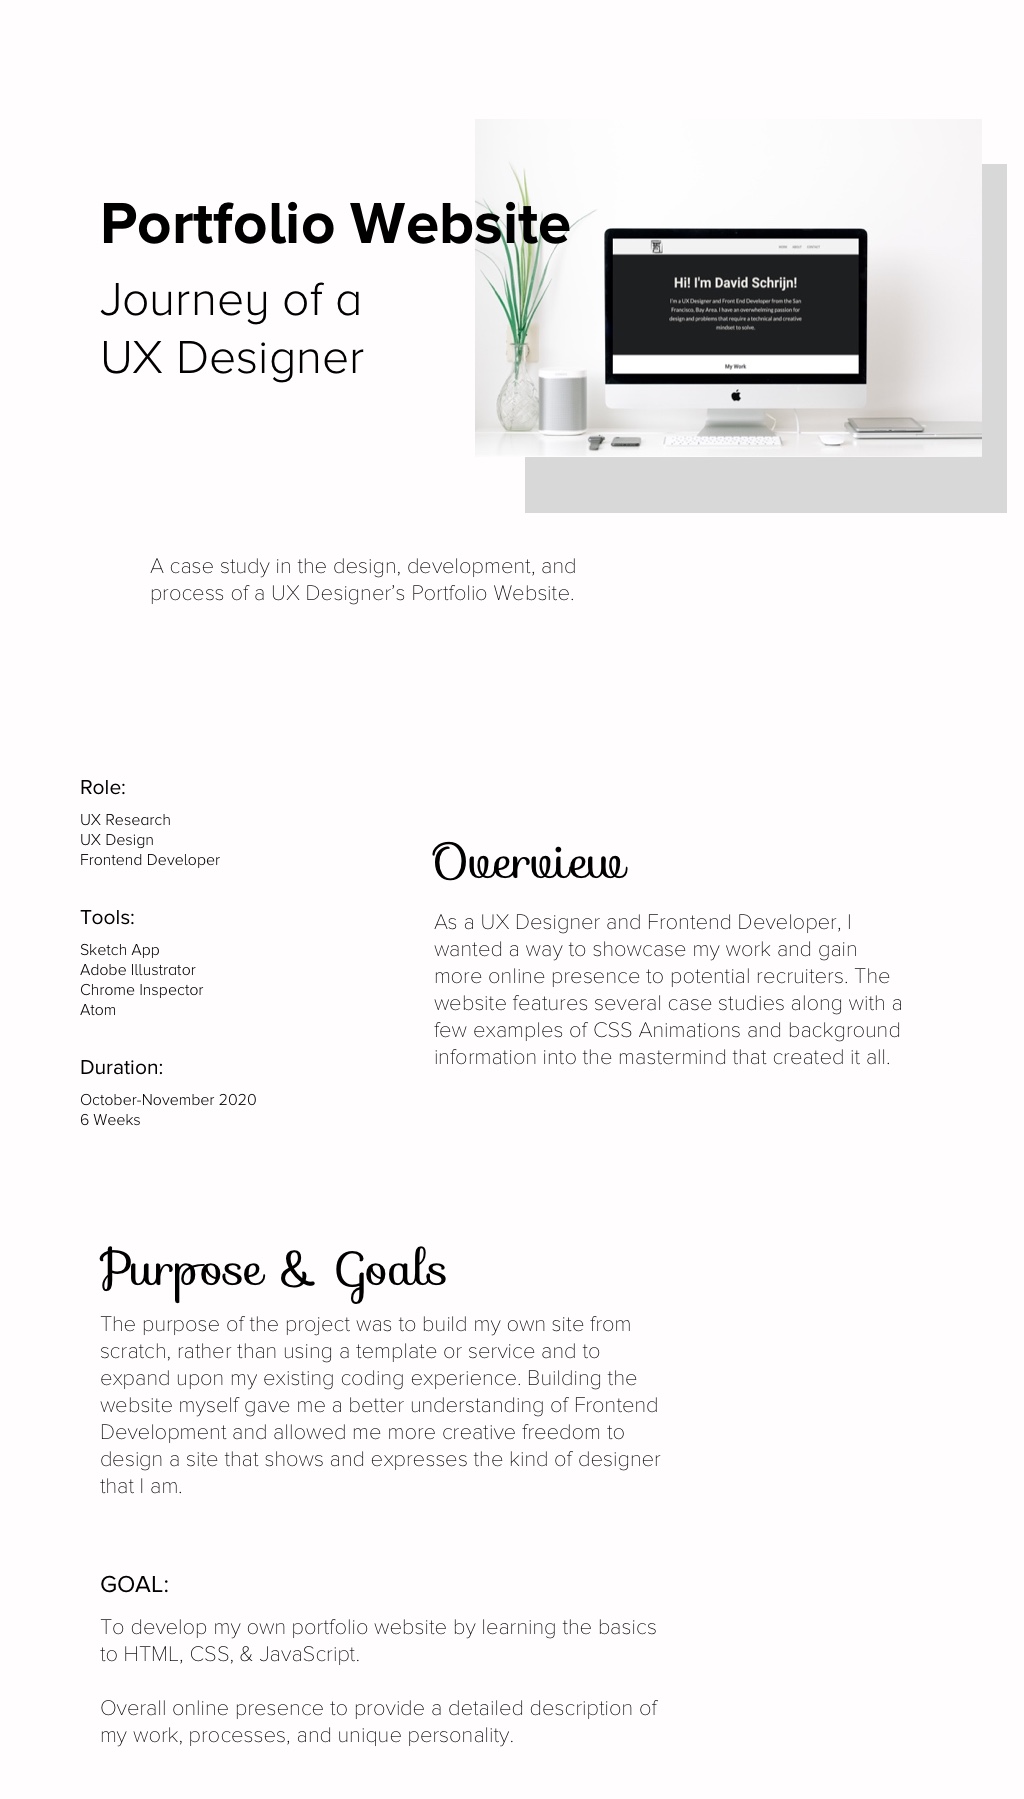 Portfolio Website
Journey of a
UX Designer
WORK ABOUT CONTACT
Hi! I'm David Schrijn!
I'm a UX Designer and Front End Developer from the San
Francisco, Bay Area. I have an overwhelming passion for
design and problems that require a technical and creative
mindset to solve.
My Work
A case study in the design, development, and
process of a UX Designer’s Portfolio Website.
Role:
UX Research
UX Design
Frontend Developer
Tools:
Sketch App
Adobe Illustrator
Chrome Inspector
Atom
Duration:
October-November 2020
6 Weeks
Overview
As a UX Designer and Frontend Developer, I
wanted a way to showcase my work and gain
more online presence to potential recruiters. The
website features several case studies along with a
few examples of CSS Animations and background
information into the mastermind that created it all.
Purpose & Goals
The purpose of the project was to build my own site from
scratch, rather than using a template or service and to
expand upon my existing coding experience. Building the
website myself gave me a better understanding of Frontend
Development and allowed me more creative freedom to
design a site that shows and expresses the kind of designer
that I am.
GOAL:
To develop my own portfolio website by learning the basics
to HTML, CSS, & JavaScript.
Overall online presence to provide a detailed description of
my work, processes, and unique personality.